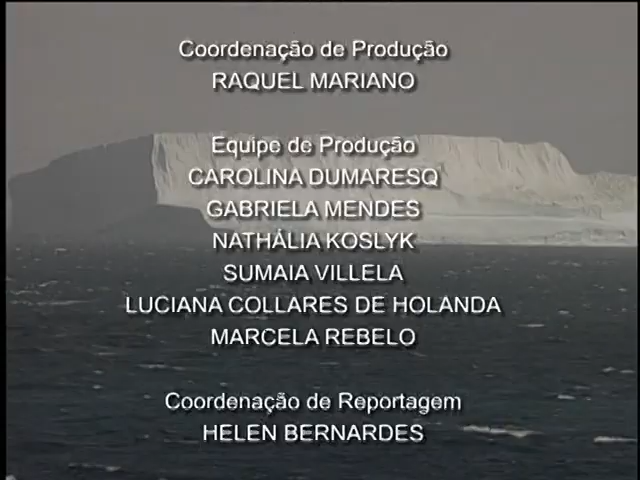 Coordenação de Produção
RAQUEL MARIANO
Equipe de Produção
CAROLINA DUMARESQ
GABRIELA MENDES
NATHÁLIA KOSLYK
SUMAIA VILLELA
LUCIANA COLLARES DE HOLANDA
MARCELA REBELO
Coordenação de Reportagem
HELEN BERNARDES